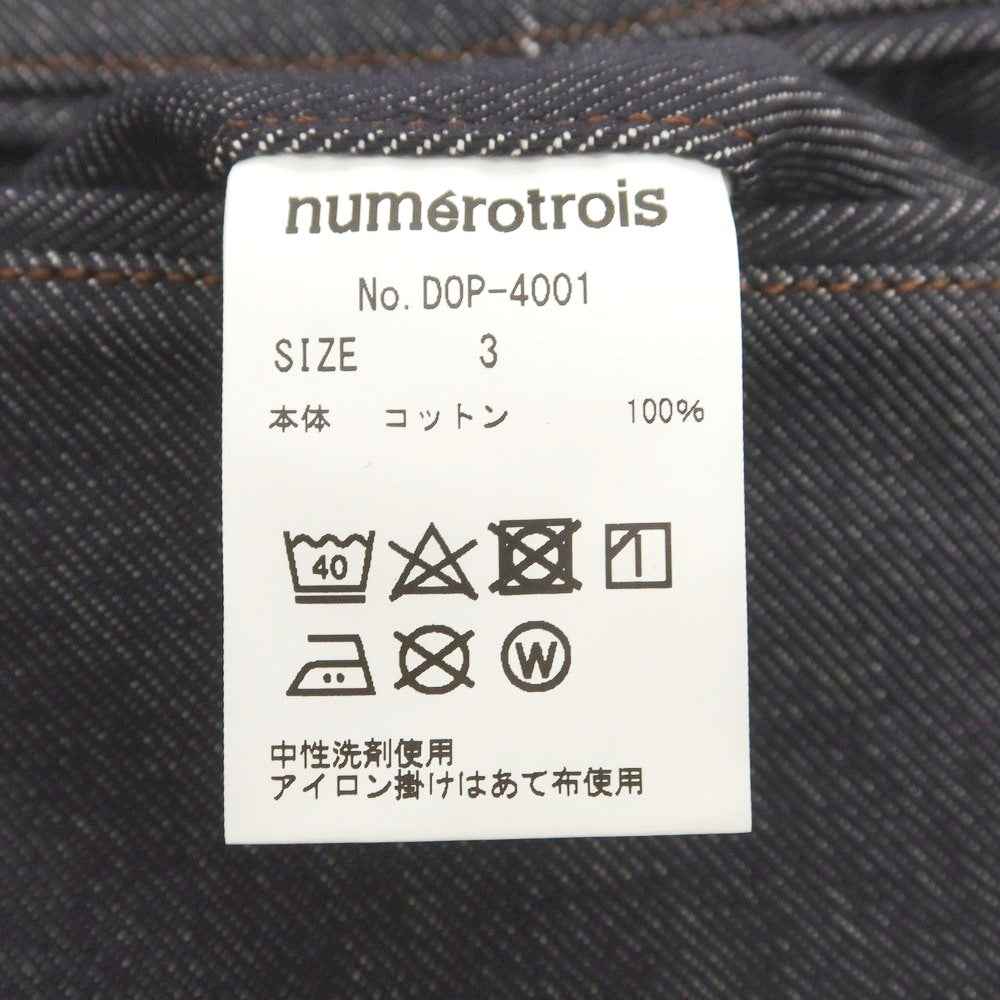 numérotrois
No. DOP-4001
SIZE 3
本体 コットン 100%
40
W
中性洗剤使用
アイロン掛けはあて布使用